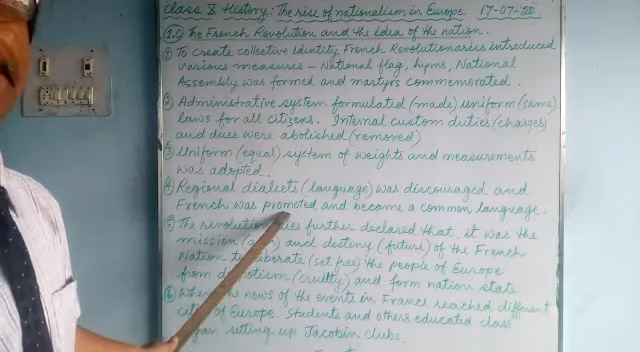 Class X History: The rise of nationalism in Europe. 17-07-20
1.0 The French Revolution and the idea of the nation.
① To create collective identity French Revolutionaries introduced
various measures – National flag, hymns, National
Assembly was formed and martyrs commemorated.
② Administrative system formulated (made) uniform (same)
laws for all citizens. Internal custom duties (charges)
and dues were abolished (removed)
③ Uniform (equal) system of weights and measurements
was adopted.
④ Regional dialects (language) was discouraged and
French was promoted and became a common language.
⑤ The further declared that, it was the
mission and destiny (future) of the French
Nation liberate (set free) the people of Europe
from (cruelty) and form nation state.
⑥ news of the events in France reached different
of Europe. Students and others educated class
setting up Jacobin clubs.